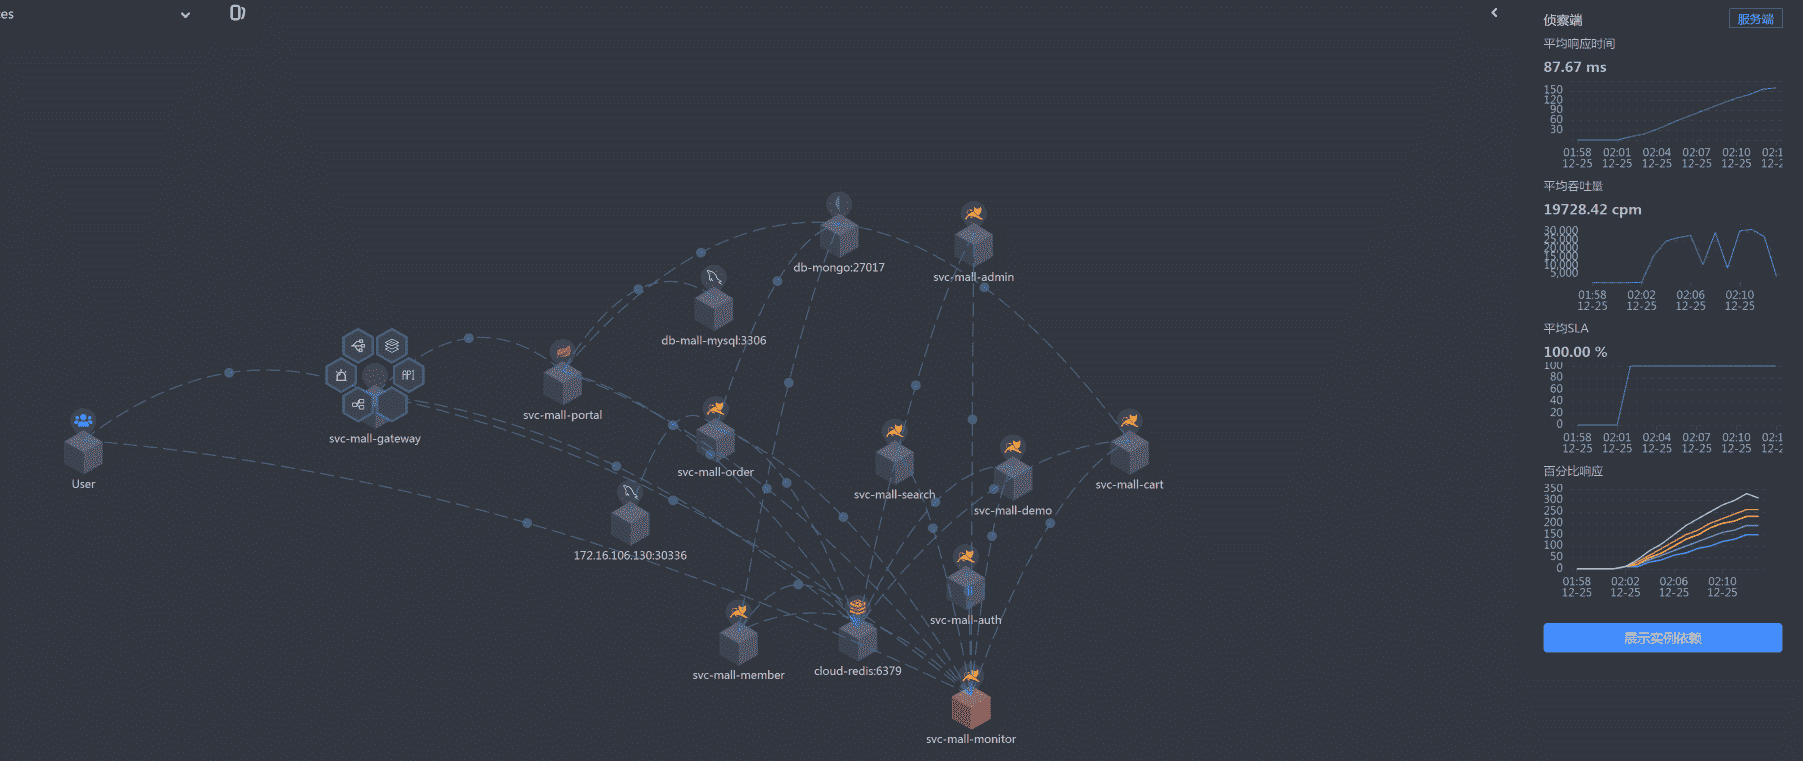 es
侦察端
服务端
平均响应时间
87.67 ms
150
120
90
60
30
01:58 02:01 02:04 02:07 02:10 02:1
12-25 12-25 12-25 12-25 12-25 12-2
平均吞吐量
19728.42 cpm
30,000
25,000
20,000
15,000
10,000
5,000
01:58 02:02 02:06 02:10
12-25 12-25 12-25 12-25
平均SLA
100.00 %
100
80
60
40
20
0
01:58 02:01 02:04 02:07 02:10 02:1
12-25 12-25 12-25 12-25 12-25 12-2
百分比响应
350
300
250
200
150
100
50
0
01:58 02:02 02:06 02:10
12-25 12-25 12-25 12-25
展示实例依赖
db-mongo:27017
svc-mall-admin
db-mall-mysql:3306
API
svc-mall-portal
svc-mall-gateway
svc-mall-order
User
svc-mall-search
svc-mall-cart
svc-mall-demo
172.16.106.130:30336
svc-mall-auth
svc-mall-member
cloud-redis:6379
svc-mall-monitor